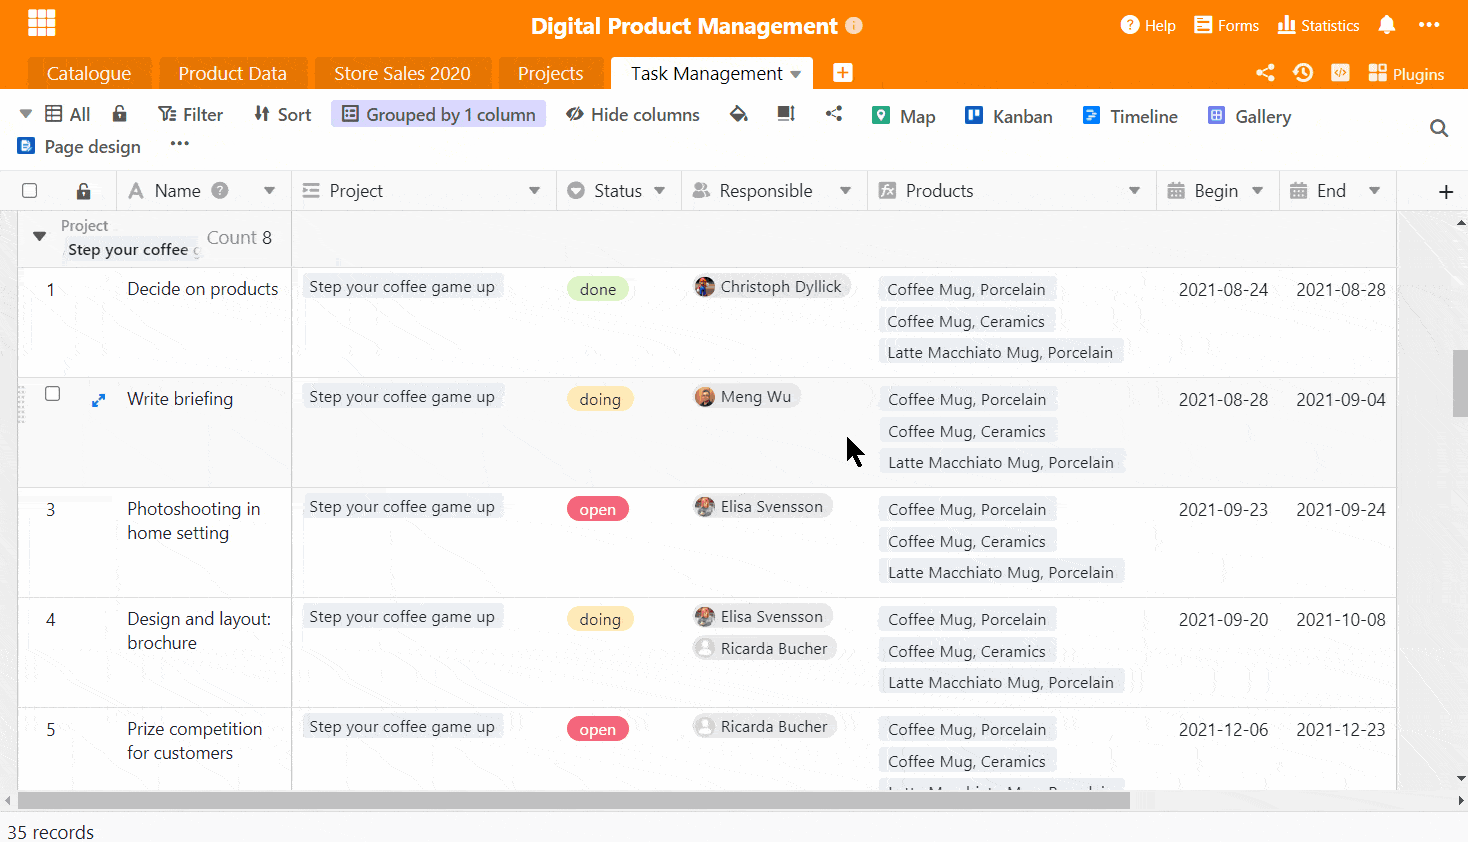 Digital Product Management
Help Forms Statistics
Catalogue Product Data Store Sales 2020 Projects Task Management Plugins
All Filter Sort Grouped by 1 column Hide columns Map Kanban Timeline Gallery
Page design
Name Project Status Responsible Products Begin End
Project
Step your coffee Count 8
1 Decide on products Step your coffee game up done Christoph Dyllick Coffee Mug, Porcelain 2021-08-24 2021-08-28
Coffee Mug, Ceramics
Latte Macchiato Mug, Porcelain
Write briefing Step your coffee game up doing Meng Wu Coffee Mug, Porcelain 2021-08-28 2021-09-04
Coffee Mug, Ceramics
Latte Macchiato Mug, Porcelain
3 Photoshooting in Step your coffee game up open Elisa Svensson Coffee Mug, Porcelain 2021-09-23 2021-09-24
home setting Coffee Mug, Ceramics
Latte Macchiato Mug, Porcelain
4 Design and layout: Step your coffee game up doing Elisa Svensson Coffee Mug, Porcelain 2021-09-20 2021-10-08
brochure Ricarda Bucher Coffee Mug, Ceramics
Latte Macchiato Mug, Porcelain
5 Prize competition Step your coffee game up open Ricarda Bucher Coffee Mug, Porcelain 2021-12-06 2021-12-23
for customers Coffee Mug, Ceramics
35 records